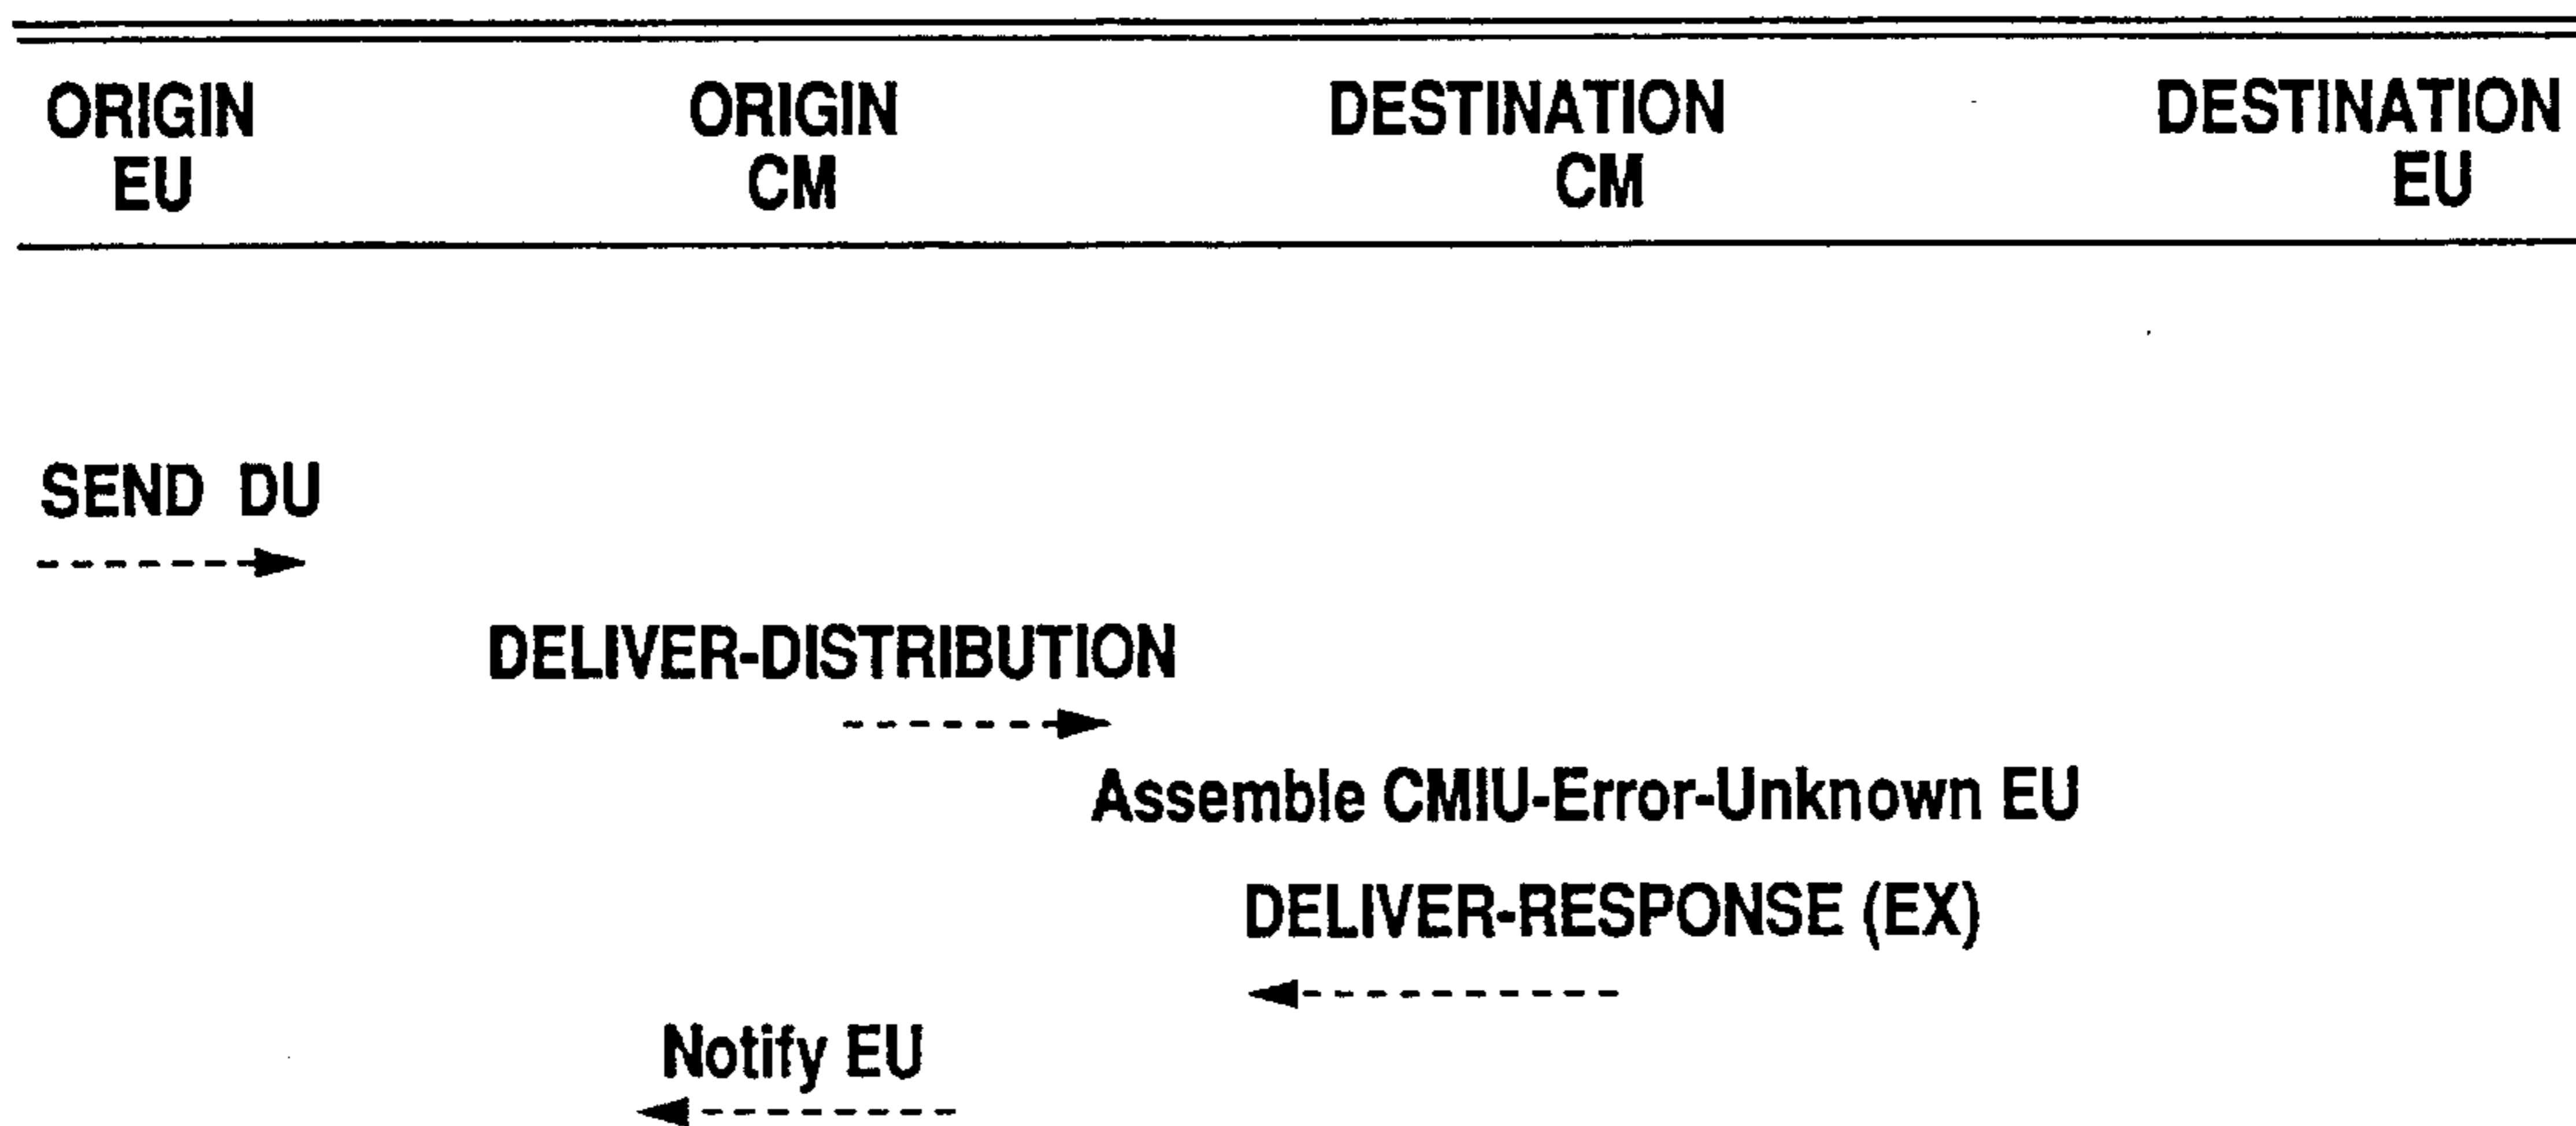 ORIGIN EU
ORIGIN CM
DESTINATION CM
DESTINATION EU
SEND DU
DELIVER-DISTRIBUTION
Assemble CMIU-Error-Unknown EU
DELIVER-RESPONSE (EX)
Notify EU